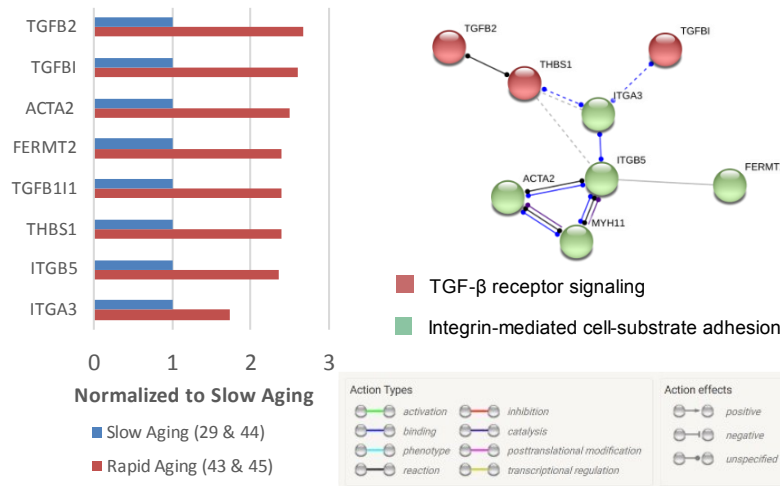 TGFB2
TGFBI
ACTA2
FERMT2
TGFB1I1
THBS1
ITGB5
ITGA3
0 1 2 3
Normalized to Slow Aging
Slow Aging (29 & 44)
Rapid Aging (43 & 45)
TGFB2
TGFBI
THBS1
ITGA3
ITGB5
FERMT
ACTA2
MYH11
TGF-β receptor signaling
Integrin-mediated cell-substrate adhesion
Action Types
activation inhibition
binding catalysis
phenotype posttranslational modification
reaction transcriptional regulation
Action effects
positive
negative
unspecified